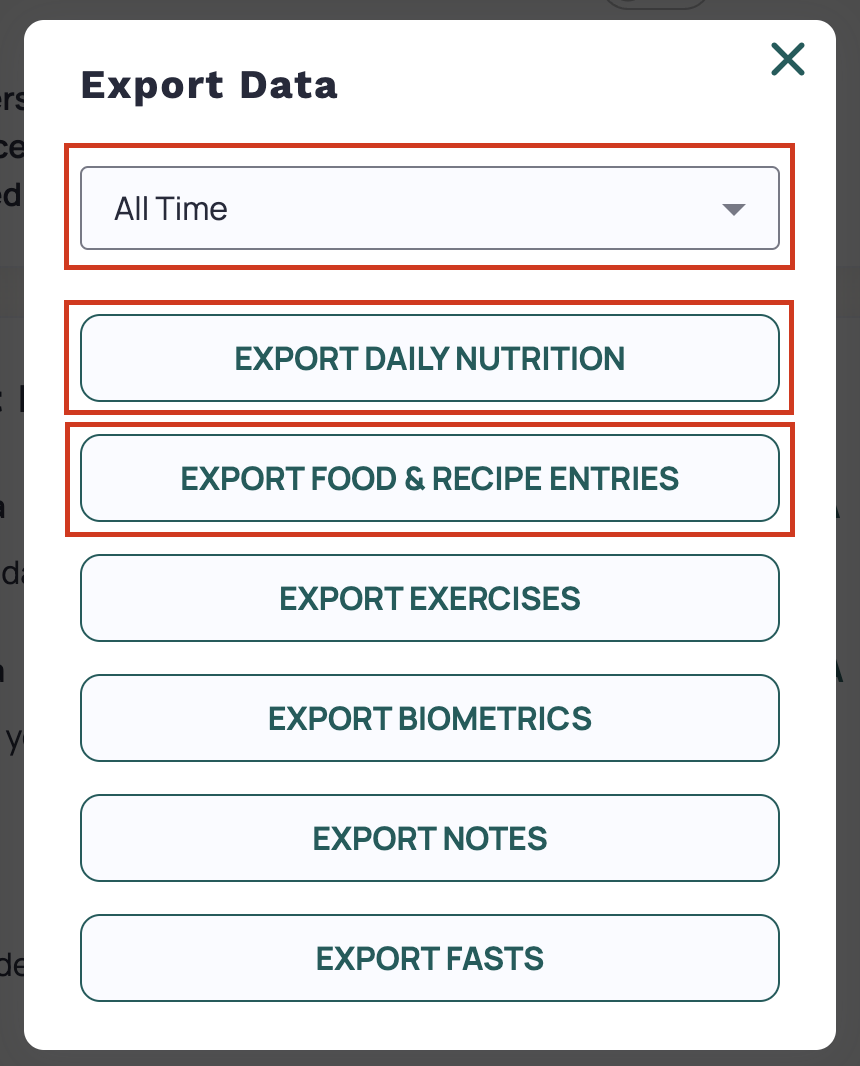 Export Data
All Time
EXPORT DAILY NUTRITION
EXPORT FOOD & RECIPE ENTRIES
EXPORT EXERCISES
EXPORT BIOMETRICS
EXPORT NOTES
EXPORT FASTS